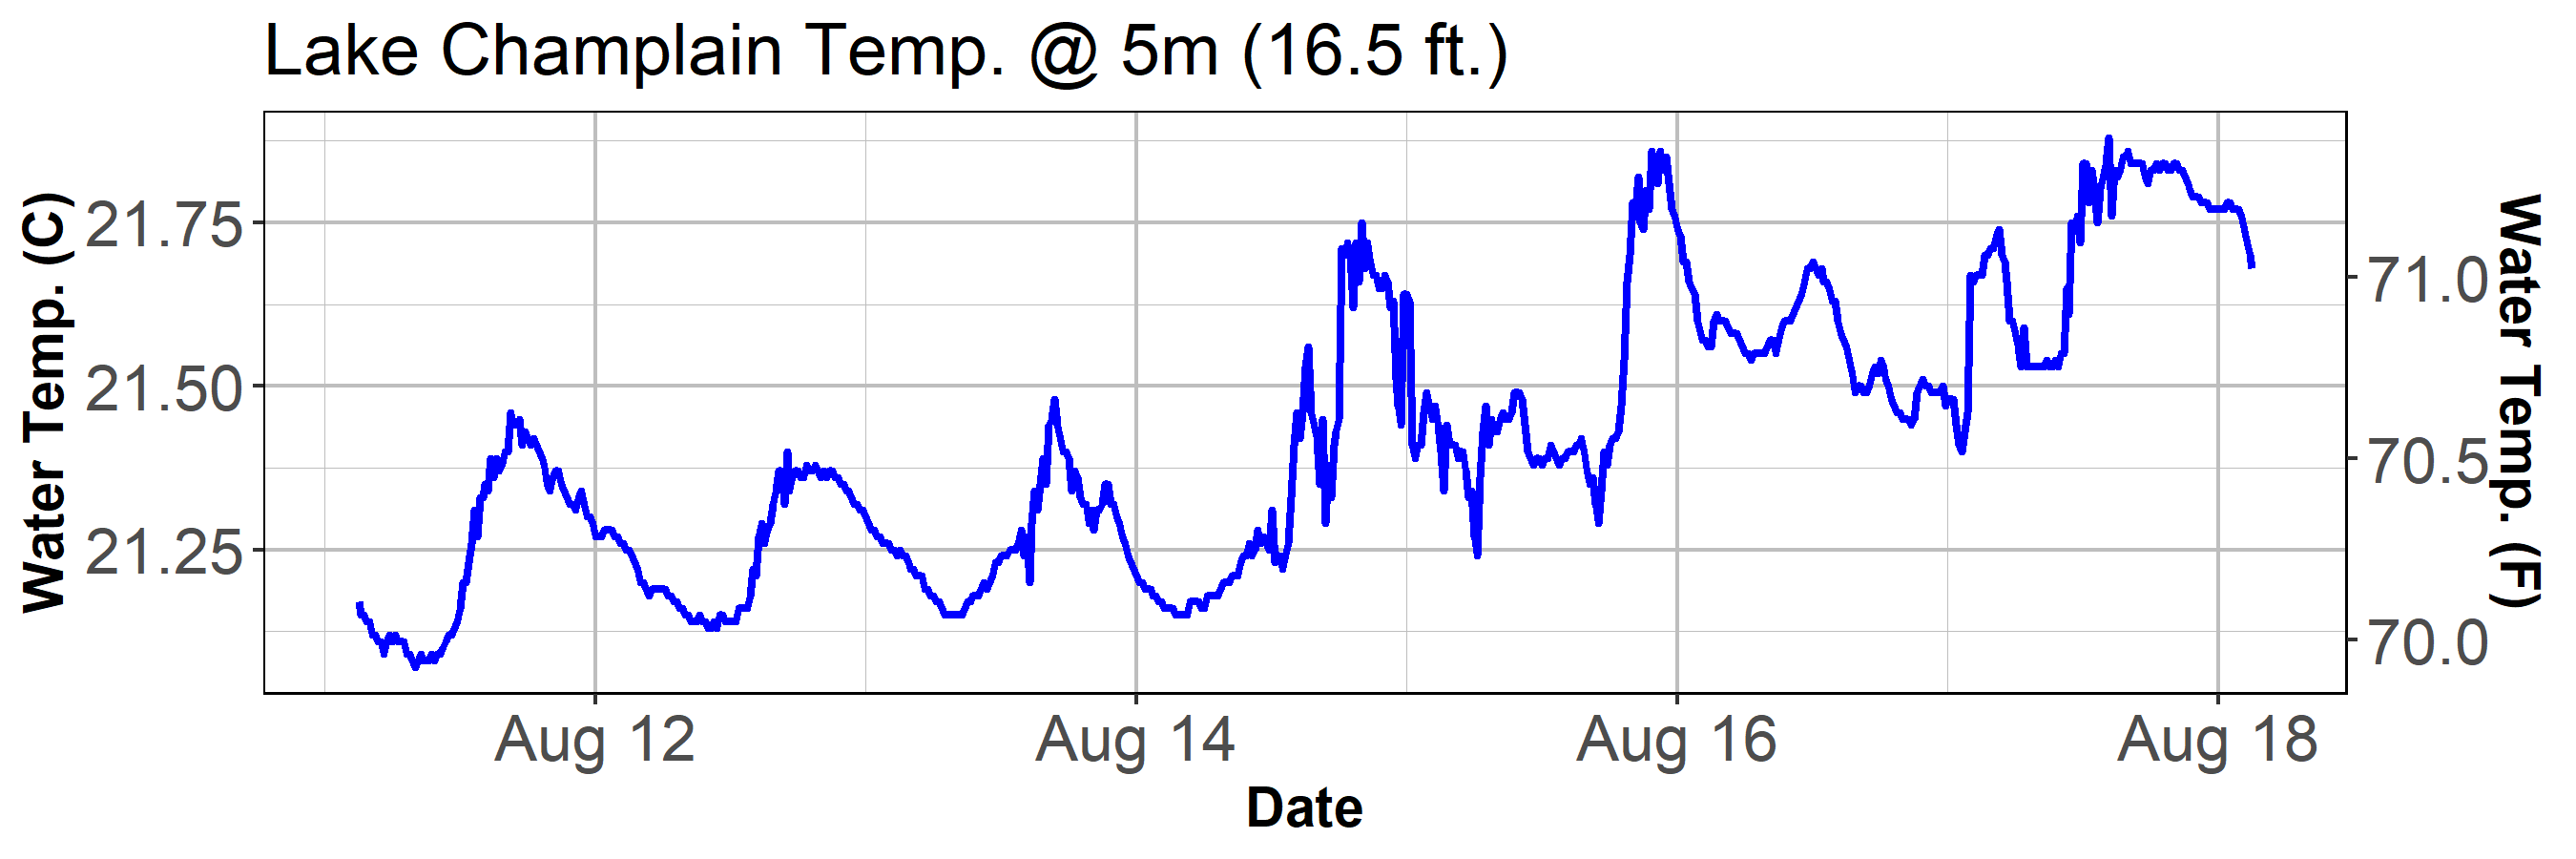 Lake Champlain Temp. @ 5m (16.5 ft.)
Water Temp. (C)
21.75
21.50
21.25
71.0
70.5
70.0
Water Temp. (F)
Aug 12 Aug 14 Aug 16 Aug 18
Date